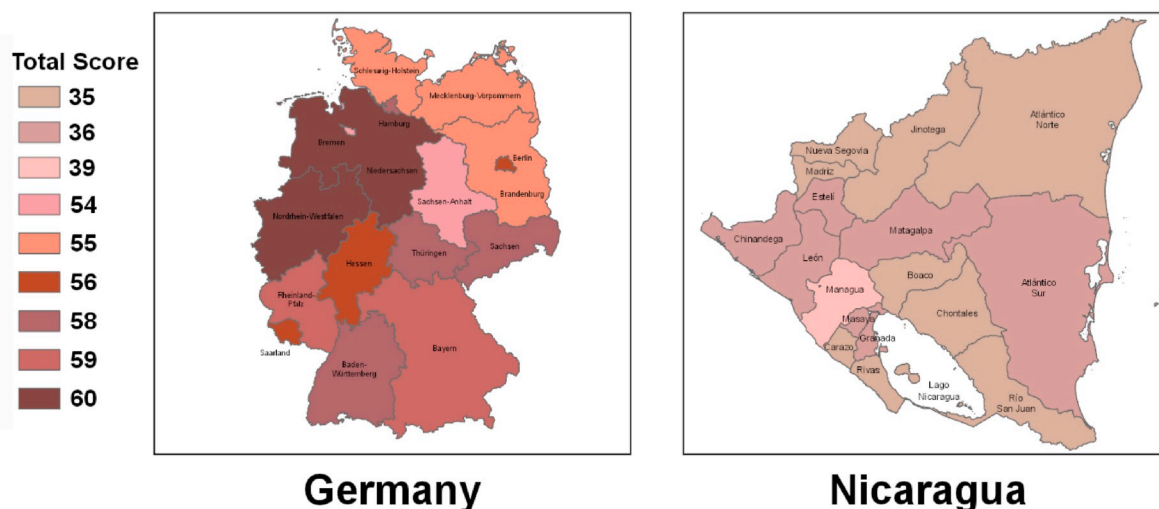 Total Score
35
36
39
54
55
56
58
59
60
Schleswig-Holstein
Mecklenburg-Vorpommern
Hamburg
Bremen
Niedersachsen
Berlin
Brandenburg
Sachsen-Anhalt
Nordrhein-Westfalen
Thüringen
Sachsen
Hessen
Rheinland-
Pfalz
Saarland
Baden-
Württemberg
Bayern
Germany
Atlántico
Norte
Jinotega
Nueva Segovia
Madriz
Estelí
Chinandega
León
Matagalpa
Boaco
Managua
Atlántico
Sur
Chontales
Masaya
Granada
Carazo
Rivas
Lago
Nicaragua
Río
San Juan
Nicaragua